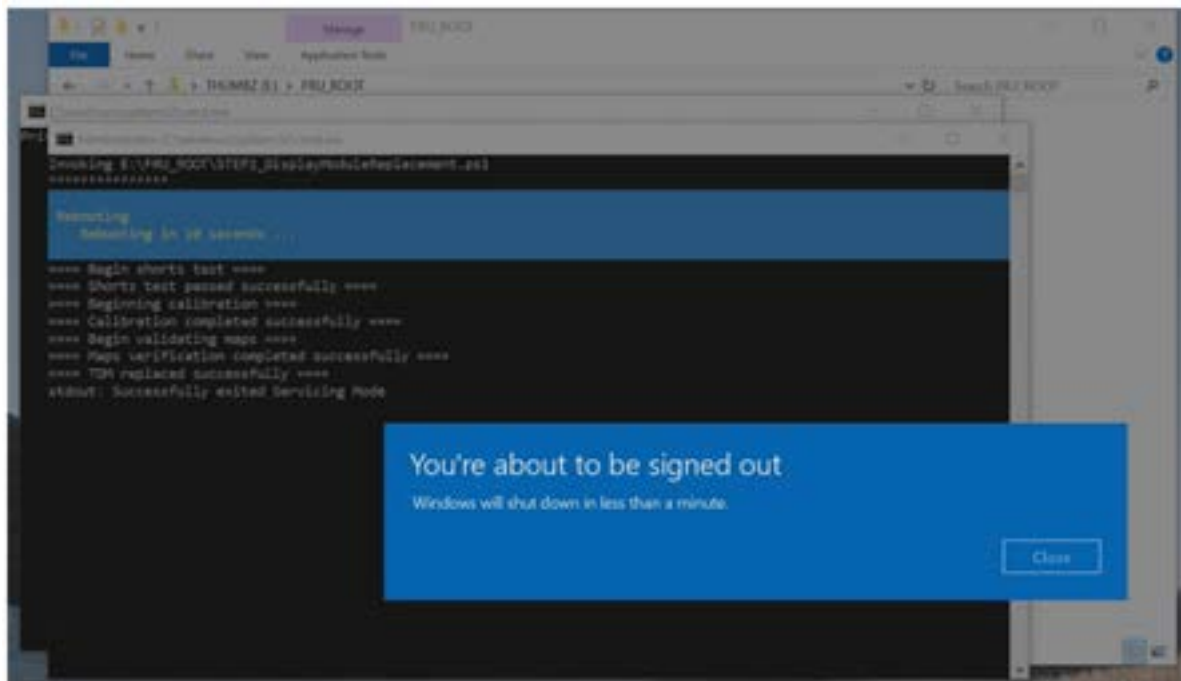 Manage FRU_ROOT
File Home Share View Application Tools
THUMBZ (E:) > FRU_ROOT Search FRU_ROOT
Invoking E:\FRU_ROOT\STEP1_DisplayModuleReplacement.ps1
***************
Rebooting
Rebooting in 10 seconds ...
==== Begin shorts test ====
==== Shorts test passed successfully ====
==== Beginning calibration ====
==== Calibration completed successfully ====
==== Begin validating maps ====
==== Maps verification completed successfully ====
==== TDM replaced successfully ====
stdout: Successfully exited Servicing Mode
You're about to be signed out
Windows will shut down in less than a minute.
Close